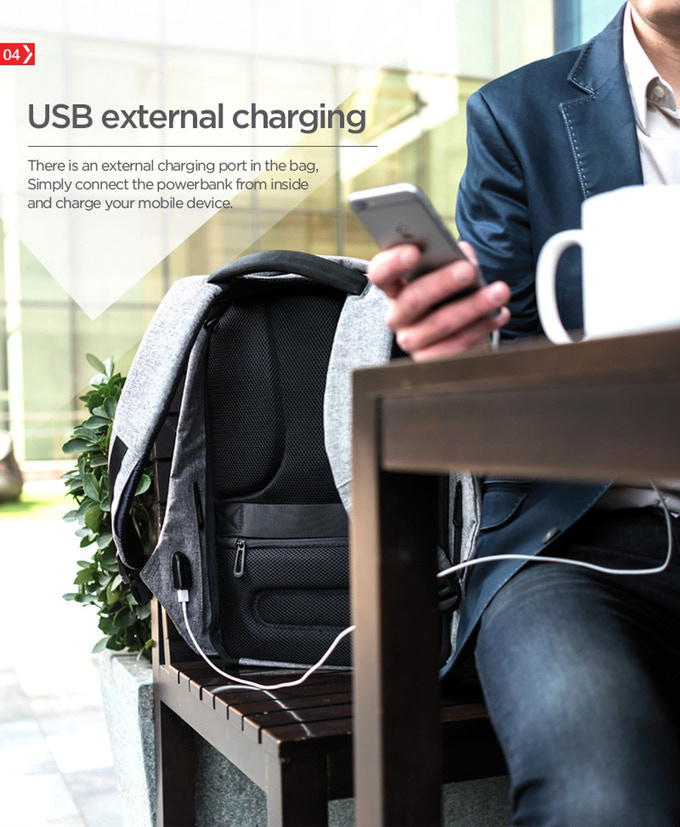 04
USB external charging
There is an external charging port in the bag,
Simply connect the powerbank from inside
and charge your mobile device.